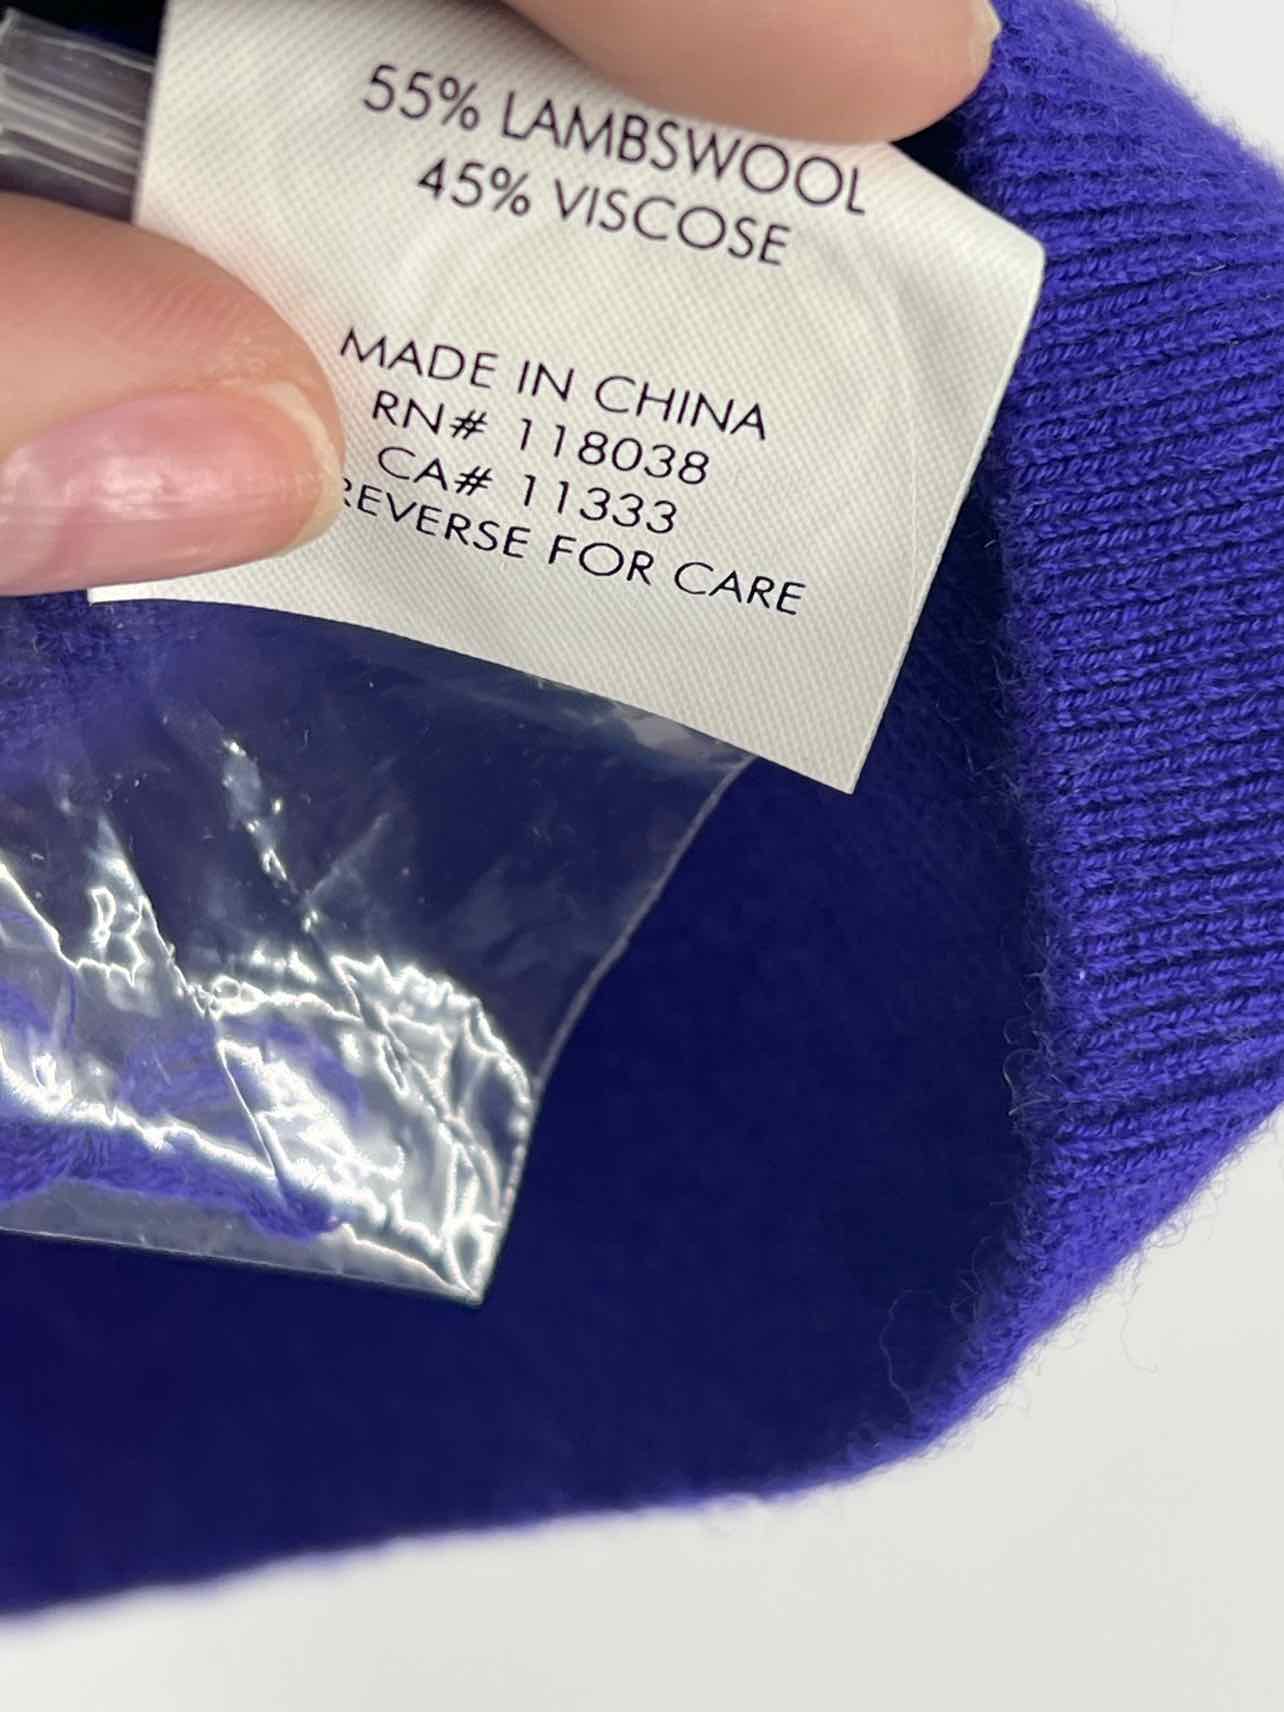 55% LAMBSWOOL
45% VISCOSE
MADE IN CHINA
RN# 118038
CA# 11333
REVERSE FOR CARE